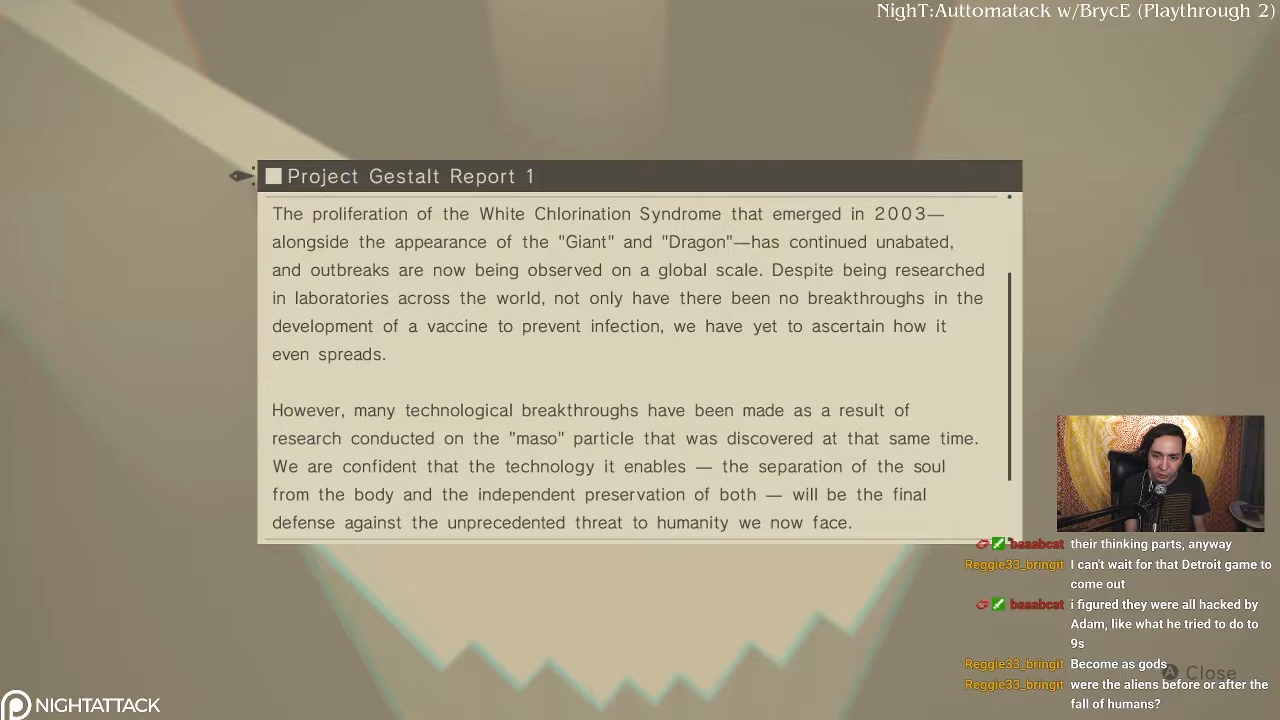 NighT:Auttomatack w/BrycE (Playthrough 2)
Project Gestalt Report 1
The proliferation of the White Chlorination Syndrome that emerged in 2003—
alongside the appearance of the "Giant" and "Dragon"—has continued unabated,
and outbreaks are now being observed on a global scale. Despite being researched
in laboratories across the world, not only have there been no breakthroughs in the
development of a vaccine to prevent infection, we have yet to ascertain how it
even spreads.
However, many technological breakthroughs have been made as a result of
research conducted on the "maso" particle that was discovered at that same time.
We are confident that the technology it enables — the separation of the soul
from the body and the independent preservation of both — will be the final
defense against the unprecedented threat to humanity we now face.
baaabcat their thinking parts, anyway
Reggie33_bringit I can't wait for that Detroit game to
come out
baaabcat i figured they were all hacked by
Adam, like what he tried to do to
9s
Reggie33_bringit Become as gods
Reggie33_bringit were the aliens before or after the
fall of humans?
A Close
NIGHTATTACK